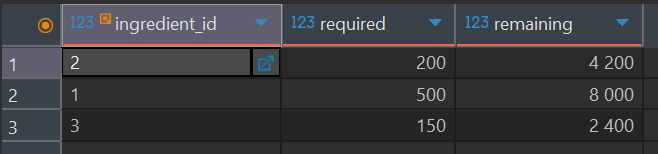 123 ingredient_id 123 required 123 remaining
1 2 200 4 200
2 1 500 8 000
3 3 150 2 400